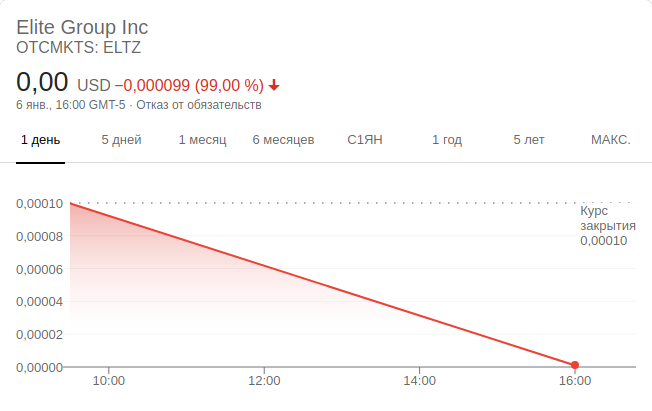 Elite Group Inc
OTCMKTS: ELTZ
0,00 USD −0,000099 (99,00 %)
6 янв., 16:00 GMT-5 · Отказ от обязательств
1 день 5 дней 1 месяц 6 месяцев С1ЯН 1 год 5 лет МАКС.
0,00010
Курс
закрытия
0,00010
0,00008
0,00006
0,00004
0,00002
0,00000
10:00 12:00 14:00 16:00